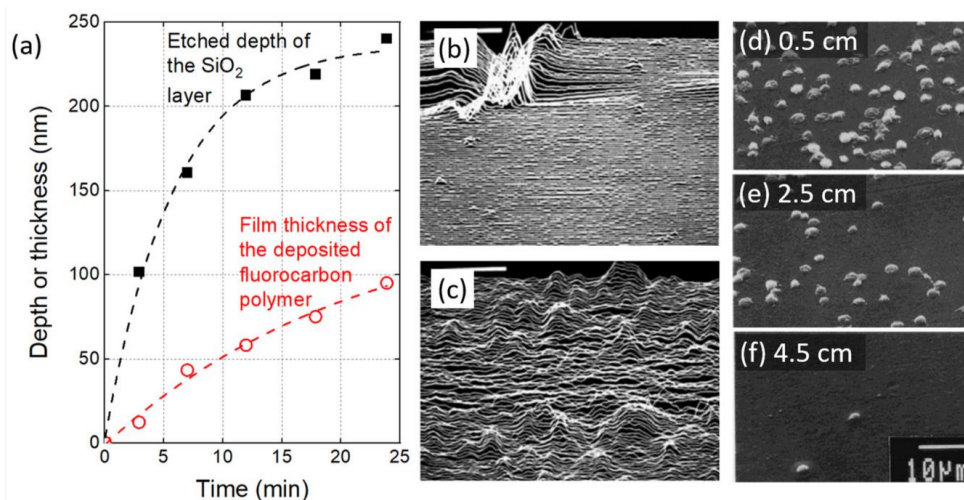 (a)
250
200
150
100
50
0
Depth or thickness (nm)
Etched depth of
the SiO2
layer
Film thickness of
the deposited
fluorocarbon
polymer
0 5 10 15 20 25
Time (min)
(b)
(c)
(d) 0.5 cm
(e) 2.5 cm
(f) 4.5 cm
10µm